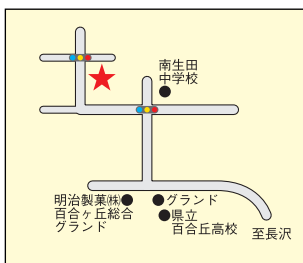 南生田
中学校
明治製菓㈱
百合ヶ丘総合
グランド
グランド
県立
百合丘高校
至長沢